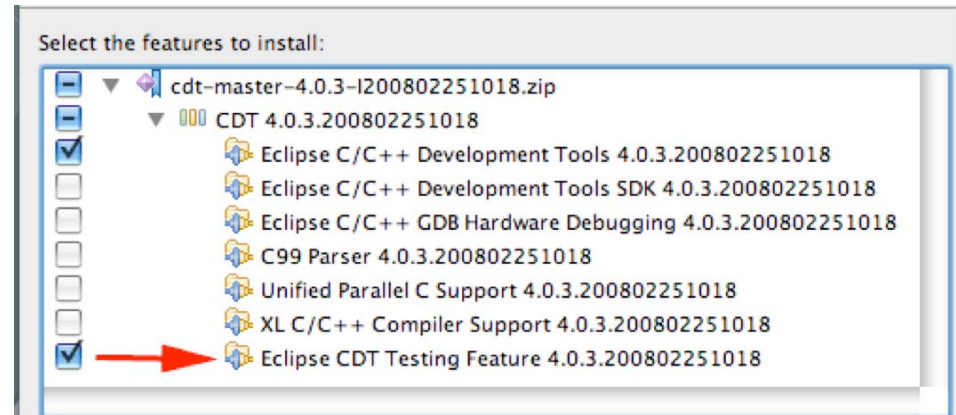 Select the features to install:
cdt-master-4.0.3-I200802251018.zip
CDT 4.0.3.200802251018
Eclipse C/C++ Development Tools 4.0.3.200802251018
Eclipse C/C++ Development Tools SDK 4.0.3.200802251018
Eclipse C/C++ GDB Hardware Debugging 4.0.3.200802251018
C99 Parser 4.0.3.200802251018
Unified Parallel C Support 4.0.3.200802251018
XL C/C++ Compiler Support 4.0.3.200802251018
Eclipse CDT Testing Feature 4.0.3.200802251018